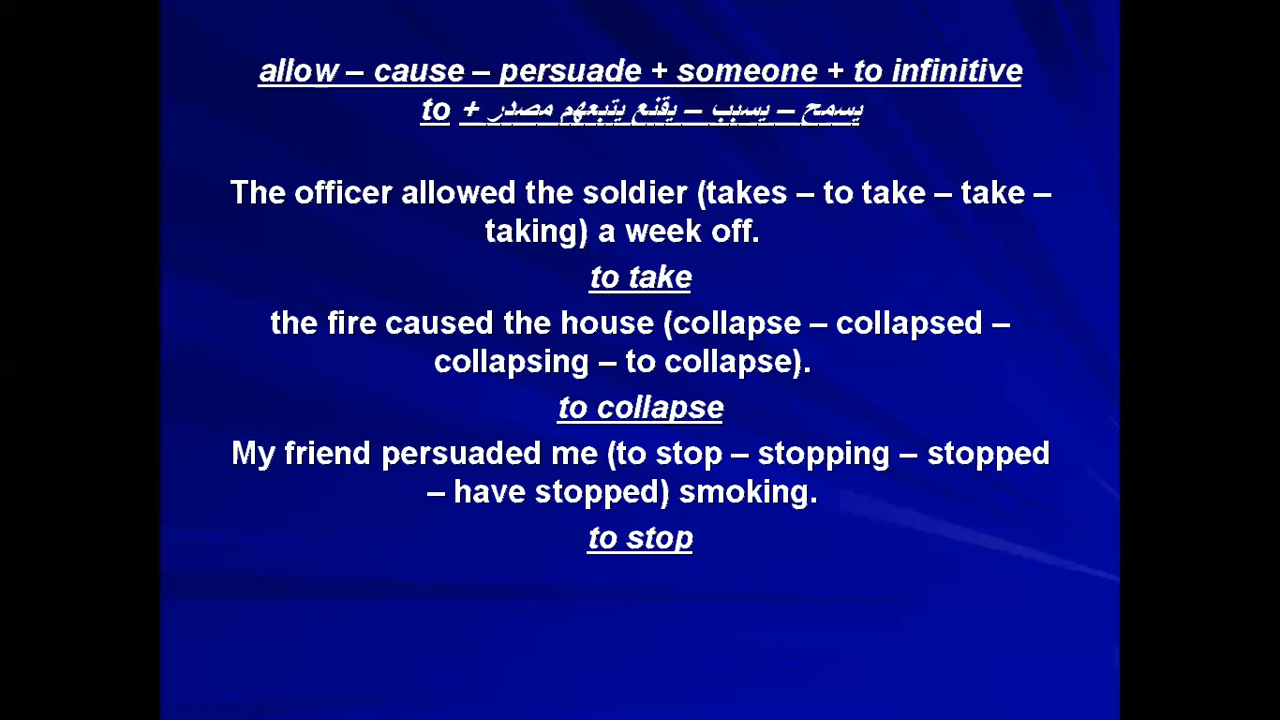 allow – cause – persuade + someone + to infinitive
يسمح – يسبب – يقنع يتبعهم مصدر + to
The officer allowed the soldier (takes – to take – take –
taking) a week off.
to take
the fire caused the house (collapse – collapsed –
collapsing – to collapse).
to collapse
My friend persuaded me (to stop – stopping – stopped
– have stopped) smoking.
to stop